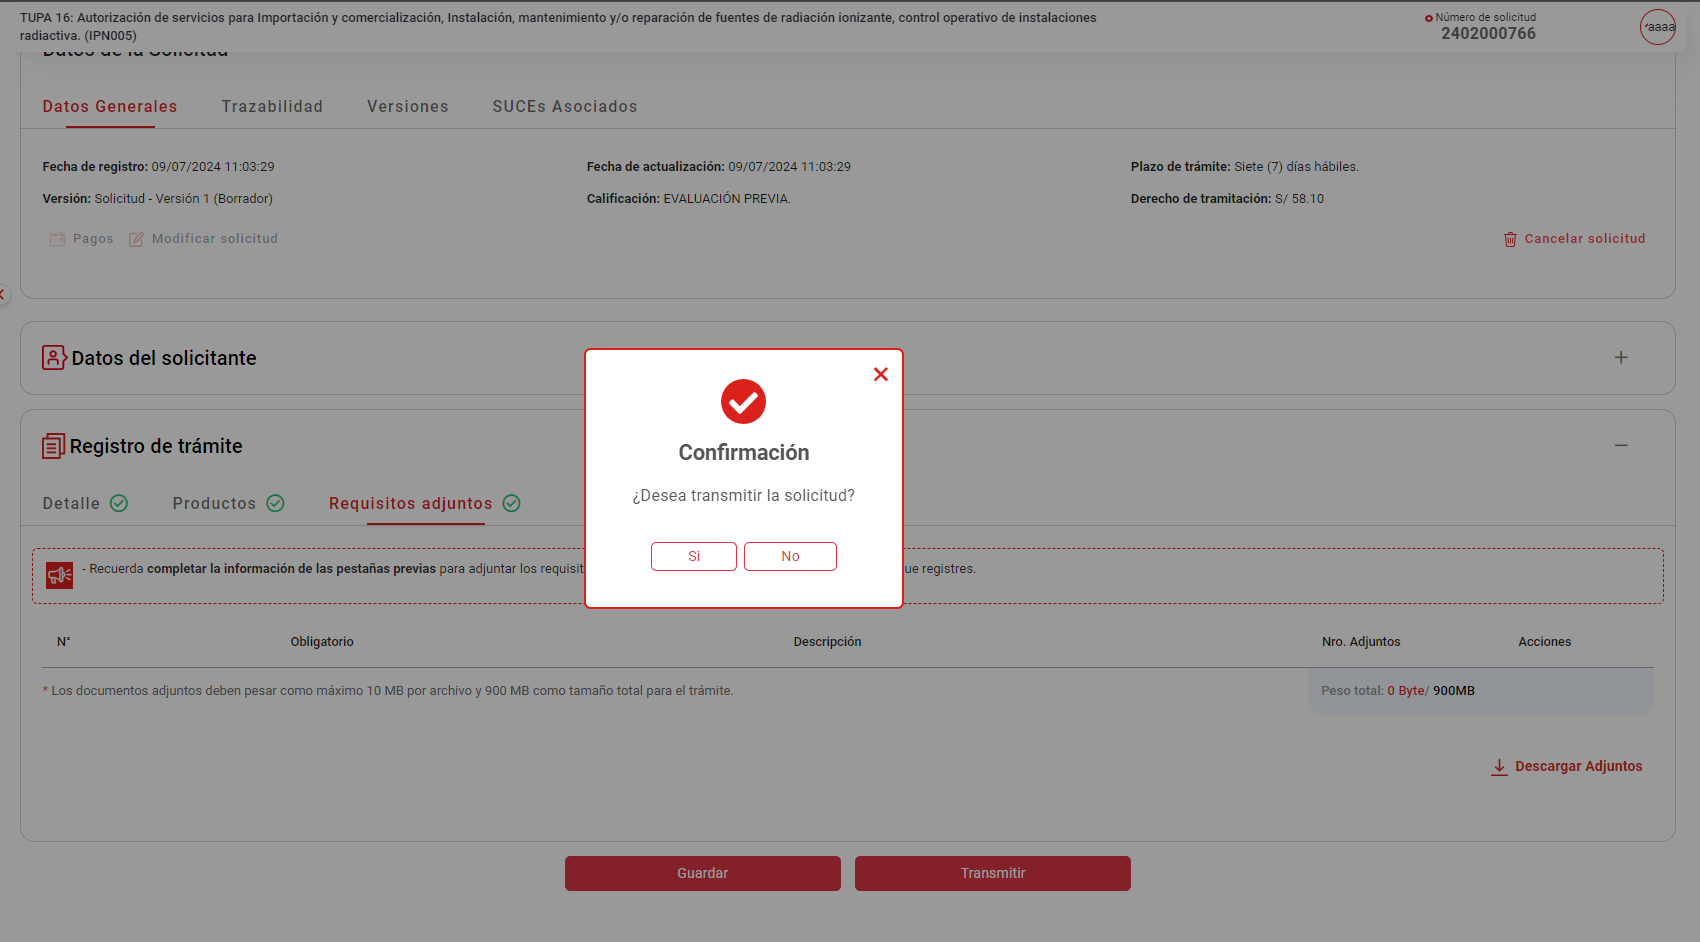 TUPA 16: Autorización de servicios para Importación y comercialización, Instalación, mantenimiento y/o reparación de fuentes de radiación ionizante, control operativo de instalaciones
radiactiva. (IPN005)
Número de solicitud
2402000766
aaaa
Datos de la Solicitud
Datos Generales Trazabilidad Versiones SUCEs Asociados
Fecha de registro: 09/07/2024 11:03:29 Fecha de actualización: 09/07/2024 11:03:29 Plazo de trámite: Siete (7) días hábiles.
Versión: Solicitud - Versión 1 (Borrador) Calificación: EVALUACIÓN PREVIA. Derecho de tramitación: S/ 58.10
Pagos Modificar solicitud Cancelar solicitud
Datos del solicitante
Registro de trámite
Detalle Productos Requisitos adjuntos
- Recuerda completar la información de las pestañas previas para adjuntar los requisit
ue registres.
Confirmación
¿Desea transmitir la solicitud?
Si No
N° Obligatorio Descripción Nro. Adjuntos Acciones
* Los documentos adjuntos deben pesar como máximo 10 MB por archivo y 900 MB como tamaño total para el trámite.
Peso total: 0 Byte/ 900MB
Descargar Adjuntos
Guardar Transmitir